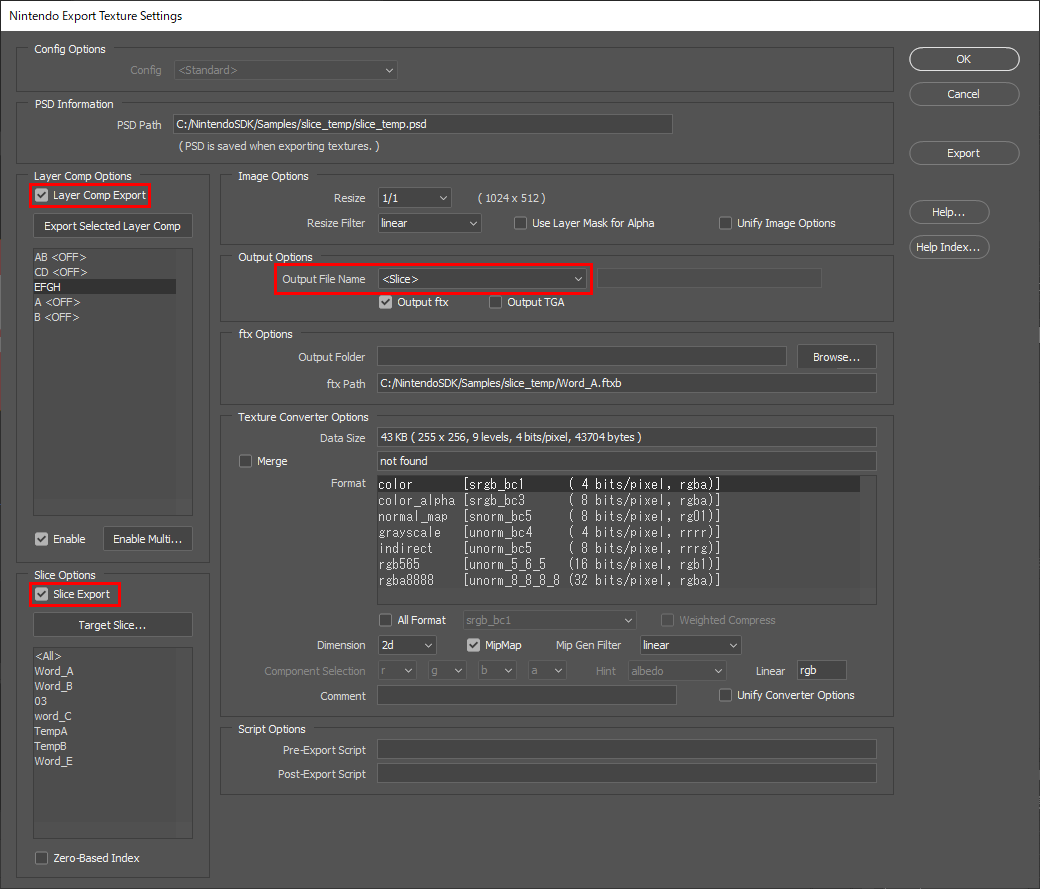 Nintendo Export Texture Settings
Config Options
Config <Standard>
OK
Cancel
Export
Help...
Help Index...
PSD Information
PSD Path C:/NintendoSDK/Samples/slice_temp/slice_temp.psd
( PSD is saved when exporting textures. )
Layer Comp Options
Layer Comp Export
Export Selected Layer Comp
AB <OFF>
CD <OFF>
EFGH
A <OFF>
B <OFF>
Enable Enable Multi...
Slice Options
Slice Export
Target Slice...
<All>
Word_A
Word_B
03
word_C
TempA
TempB
Word_E
Zero-Based Index
Image Options
Resize 1/1 ( 1024 x 512 )
Resize Filter linear Use Layer Mask for Alpha Unify Image Options
Output Options
Output File Name <Slice>
Output ftx Output TGA
ftx Options
Output Folder Browse...
ftx Path C:/NintendoSDK/Samples/slice_temp/Word_A.ftxb
Texture Converter Options
Data Size 43 KB ( 255 x 256, 9 levels, 4 bits/pixel, 43704 bytes )
Merge not found
Format color [srgb_bc1 ( 4 bits/pixel, rgba)]
color_alpha [srgb_bc3 ( 8 bits/pixel, rgba)]
normal_map [snorm_bc5 ( 8 bits/pixel, rg01)]
grayscale [unorm_bc4 ( 4 bits/pixel, rrrr)]
indirect [unorm_bc5 ( 8 bits/pixel, rrrg)]
rgb565 [unorm_5_6_5 (16 bits/pixel, rgb1)]
rgba8888 [unorm_8_8_8_8 (32 bits/pixel, rgba)]
All Format srgb_bc1 Weighted Compress
Dimension 2d MipMap Mip Gen Filter linear
Component Selection r g b a Hint albedo Linear rgb
Comment Unify Converter Options
Script Options
Pre-Export Script
Post-Export Script